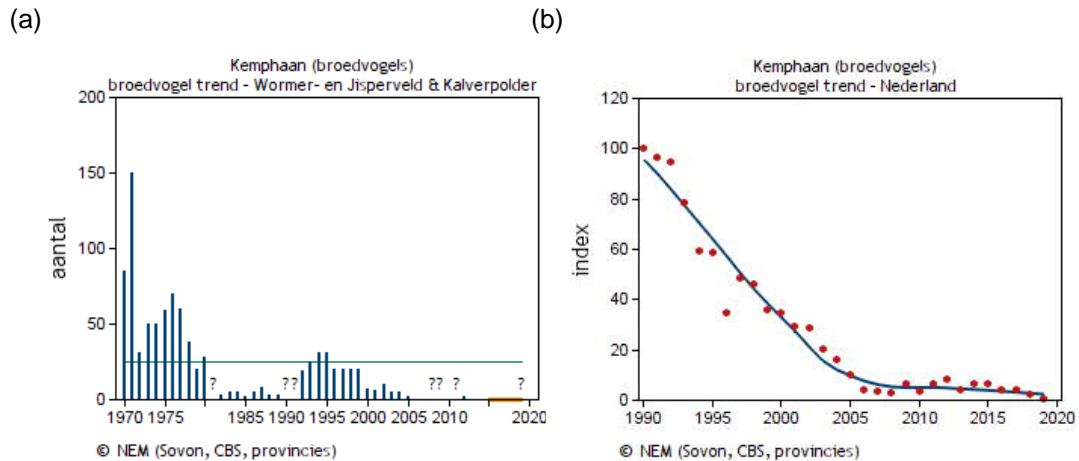 (a)
Kemphaan (broedvogels)
broedvogel trend - Wormer- en Jisperveld & Kalverpolder
200
150
100
50
0
aantal
? ?? ?? ? ?
1970 1975 1985 1990 1995 2000 2005 2010 2020
© NEM (Sovon, CBS, provincies)
(b)
Kemphaan (broedvogels)
broedvogel trend - Nederland
120
100
80
60
40
20
0
index
1990 1995 2000 2005 2010 2015 2020
© NEM (Sovon, CBS, provincies)